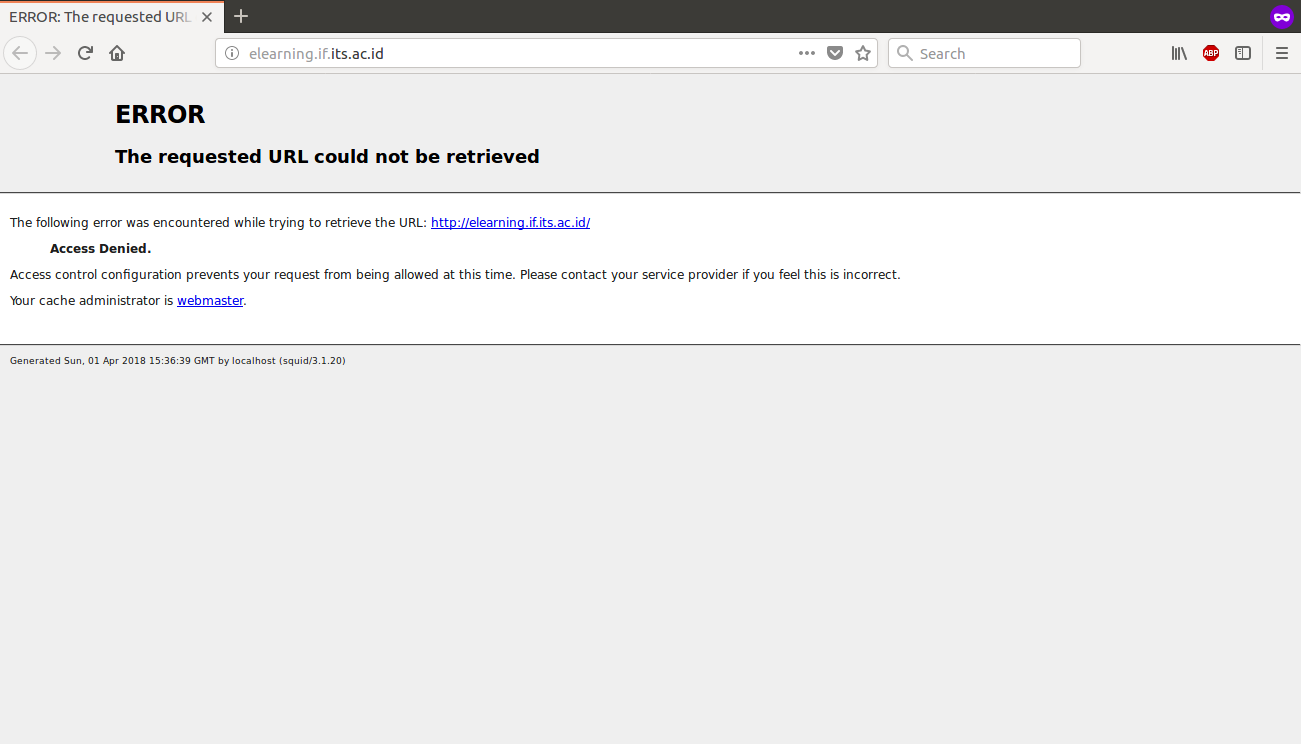 ERROR: The requested URL
elearning.if.its.ac.id
Search
ABP
ERROR
The requested URL could not be retrieved
The following error was encountered while trying to retrieve the URL: http://elearning.if.its.ac.id/
Access Denied.
Access control configuration prevents your request from being allowed at this time. Please contact your service provider if you feel this is incorrect.
Your cache administrator is webmaster.
Generated Sun, 01 Apr 2018 15:36:39 GMT by localhost (squid/3.1.20)